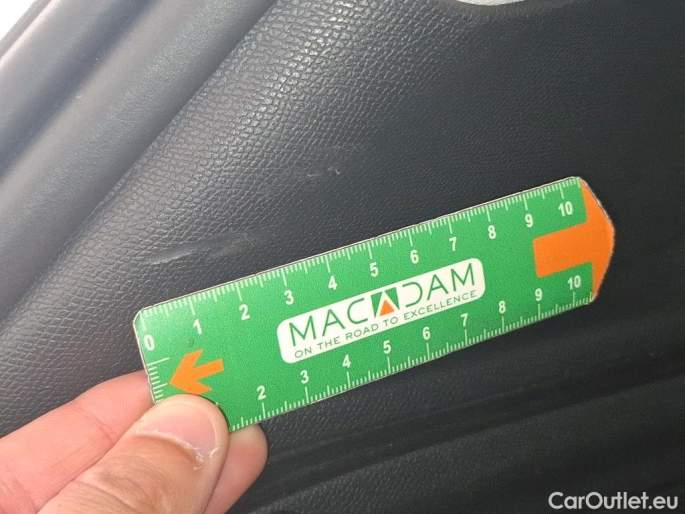 0 1 2 3 4 5 6 7 8 9 10
MACADAM
ON THE ROAD TO EXCELLENCE
2 3 4 5 6 7 8 9 10
CarOutlet.eu